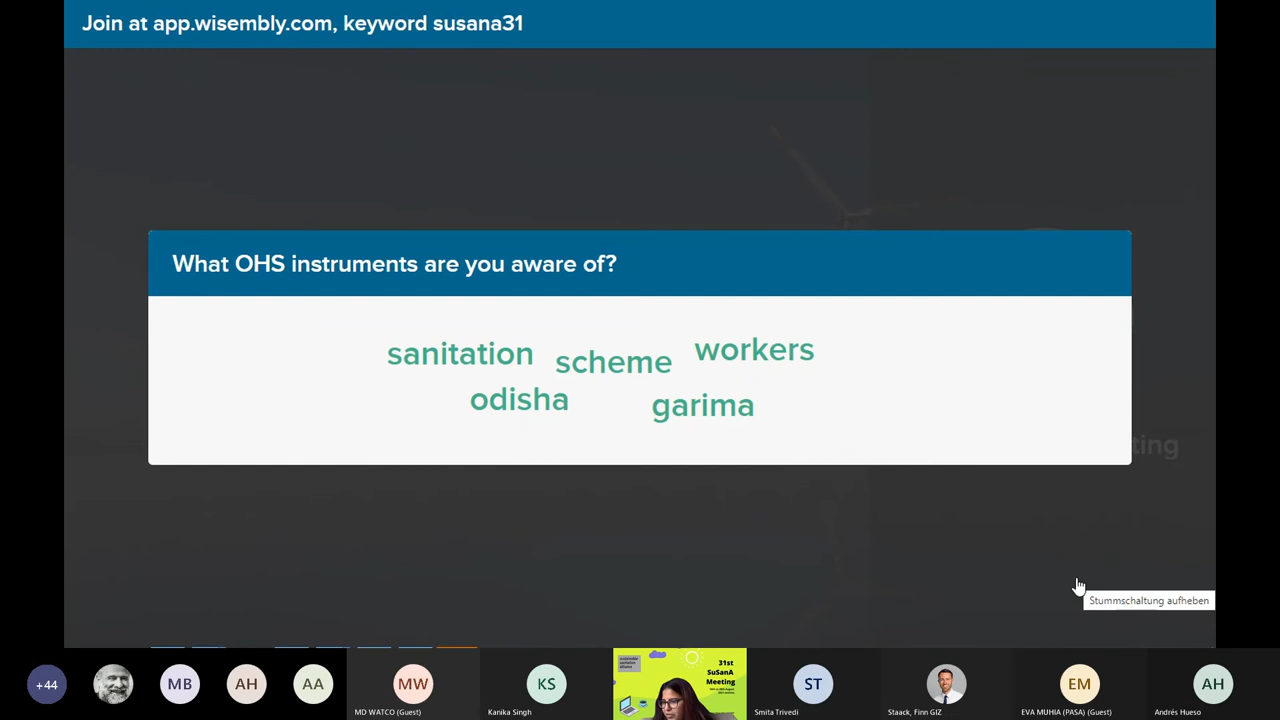 Join at app.wisembly.com, keyword susana31
What OHS instruments are you aware of?
sanitation scheme workers
odisha garima
ting
Stummschaltung aufheben
+44
MB
AH
AA
MW
KS
31st
SuSanA
Meeting
ST
EM
AH
MD WATCO (Guest)
Kanika Singh
Smita Trivedi
Staack, Finn GIZ
EVA MUHIA (PASA) (Guest)
Andrés Hueso